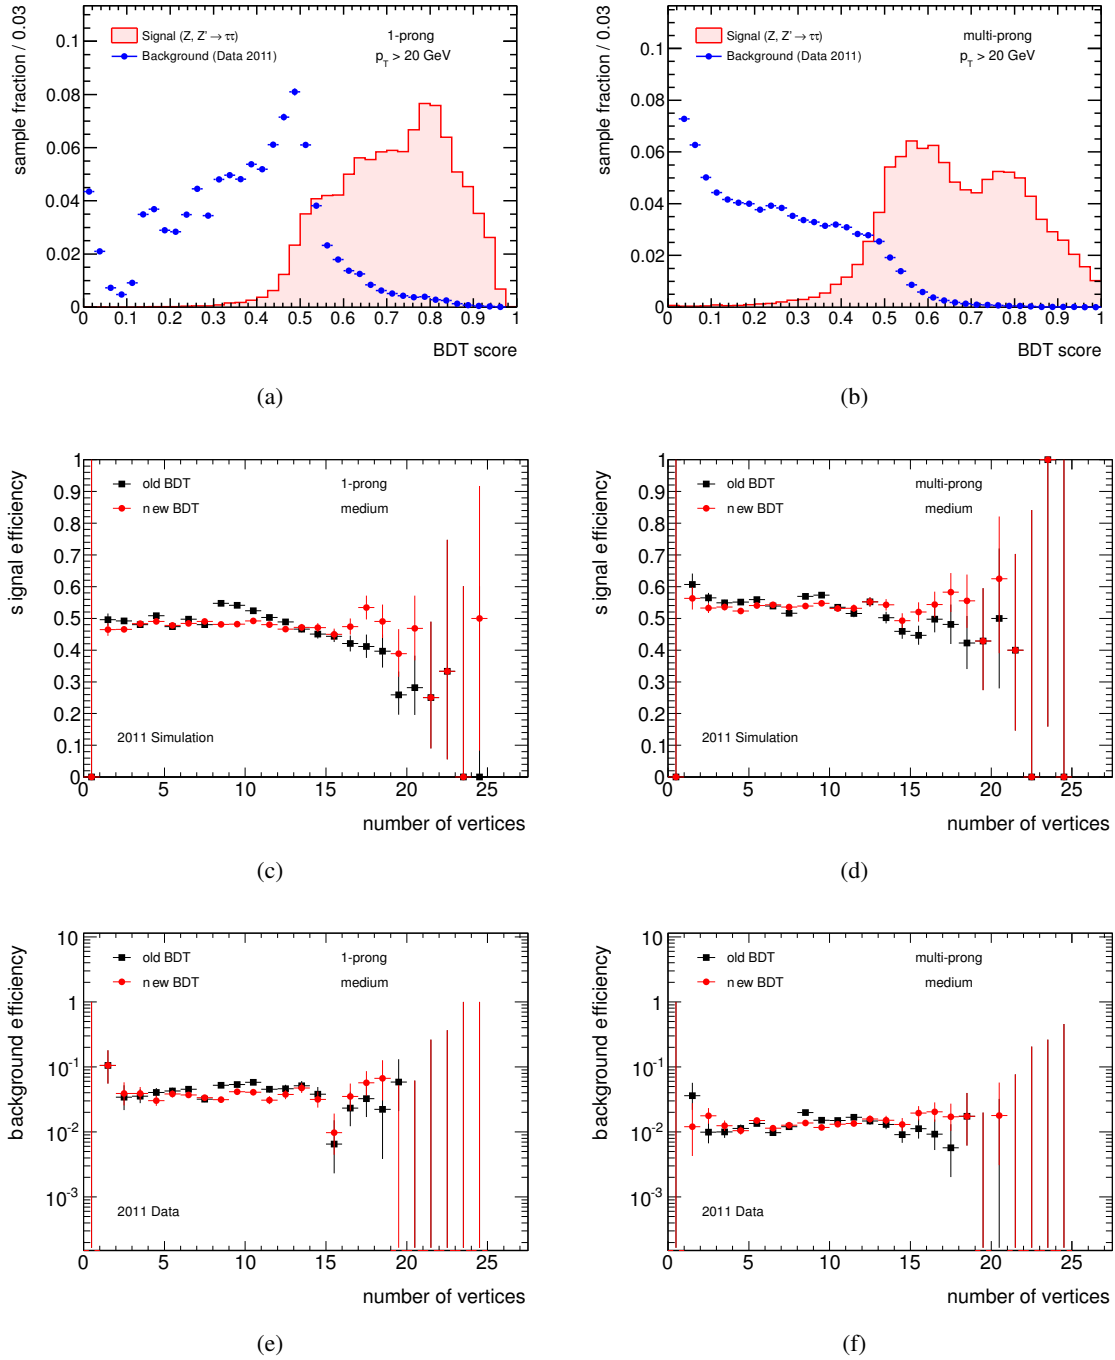 sample fraction / 0.03
0.1
0.08
0.06
0.04
0.02
0
Signal (Z, Z' → ττ)
Background (Data 2011)
1-prong
p_T > 20 GeV
0 0.1 0.2 0.3 0.4 0.5 0.6 0.7 0.8 0.9 1
BDT score
(a)
sample fraction / 0.03
0.1
0.08
0.06
0.04
0.02
0
Signal (Z, Z' → ττ)
Background (Data 2011)
multi-prong
p_T > 20 GeV
0 0.1 0.2 0.3 0.4 0.5 0.6 0.7 0.8 0.9 1
BDT score
(b)
signal efficiency
1
0.9
0.8
0.7
0.6
0.5
0.4
0.3
0.2
0.1
0
old BDT
new BDT
1-prong
medium
2011 Simulation
0 5 10 15 20 25
number of vertices
(c)
signal efficiency
1
0.9
0.8
0.7
0.6
0.5
0.4
0.3
0.2
0.1
0
old BDT
new BDT
multi-prong
medium
2011 Simulation
0 5 10 15 20 25
number of vertices
(d)
background efficiency
10
1
10⁻¹
10⁻²
10⁻³
old BDT
new BDT
1-prong
medium
2011 Data
0 5 10 15 20 25
number of vertices
(e)
background efficiency
10
1
10⁻¹
10⁻²
10⁻³
old BDT
new BDT
multi-prong
medium
2011 Data
0 5 10 15 20 25
number of vertices
(f)